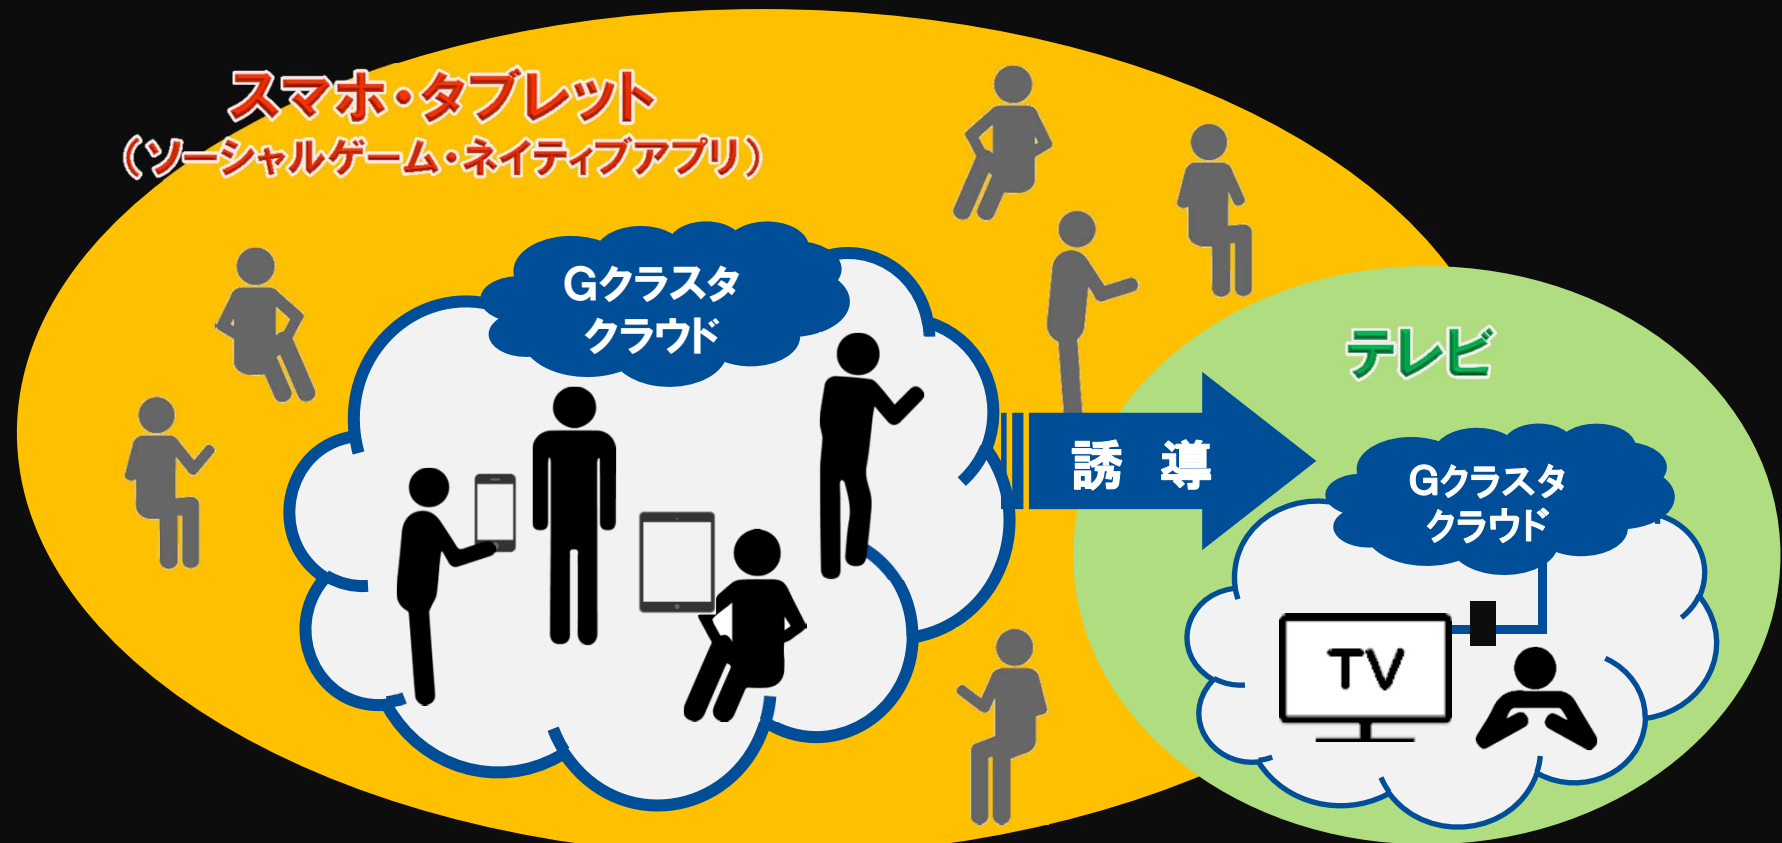 スマホ・タブレット
（ソーシャルゲーム・ネイティブアプリ）
Gクラスタ
クラウド
誘 導
テレビ
Gクラスタ
クラウド
TV